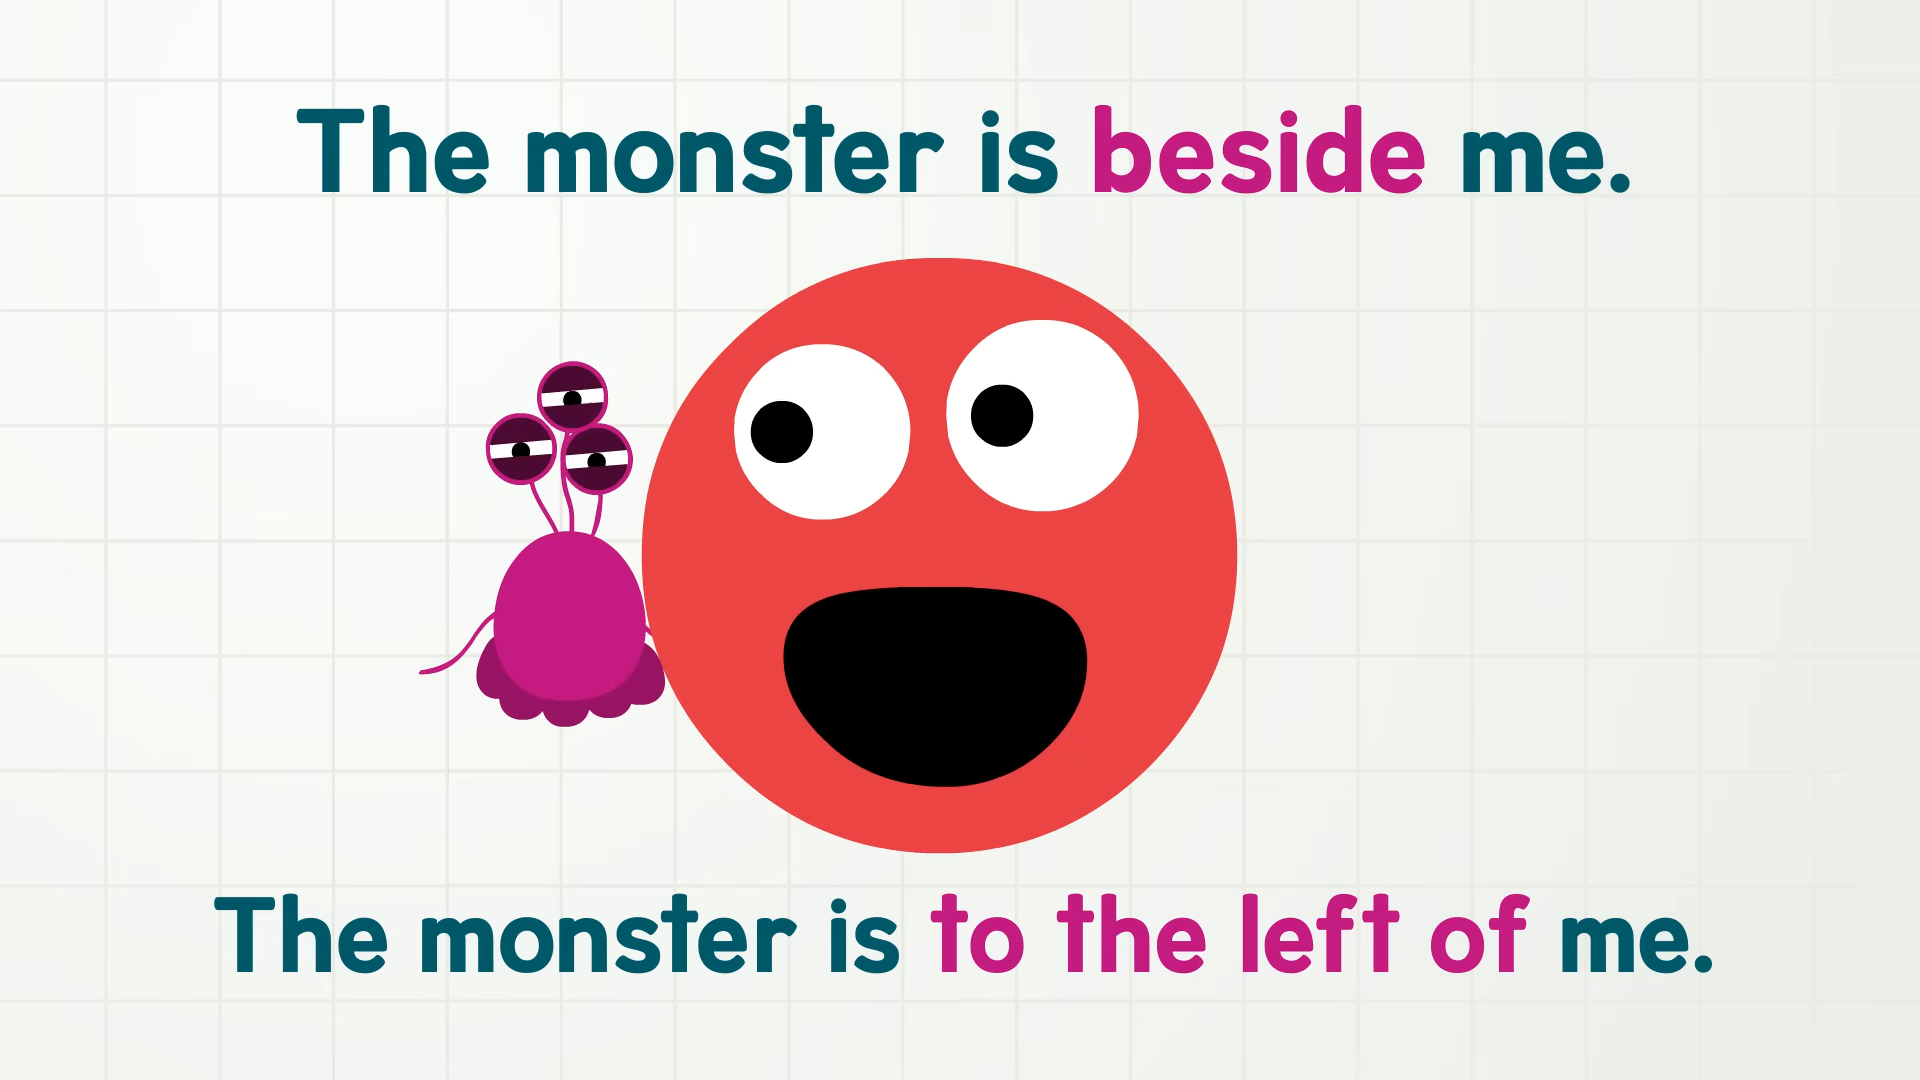 The monster is beside me.
The monster is to the left of me.